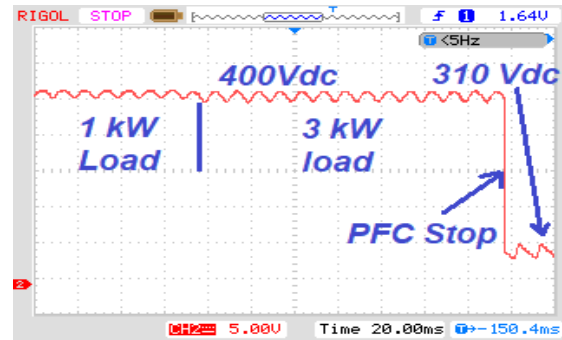 RIGOL STOP T f 1 1.64V
T <5Hz
400Vdc 310 Vdc
1 kW
Load
3 kW
load
PFC Stop
2
CH2 5.00V Time 20.00ms T→-150.4ms